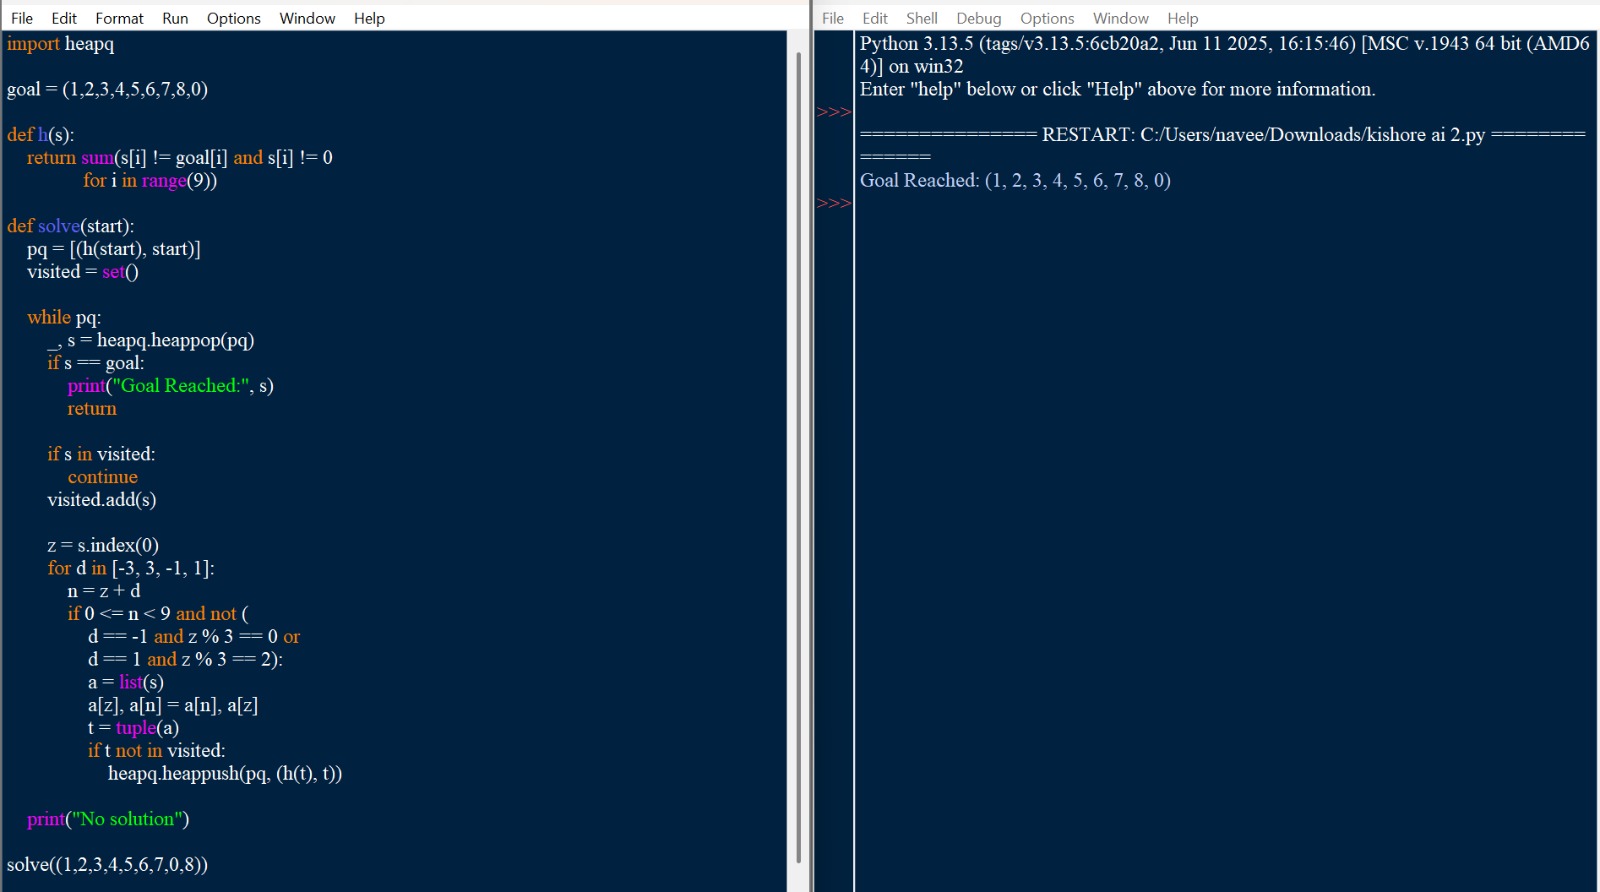 File Edit Format Run Options Window Help
import heapq
goal = (1,2,3,4,5,6,7,8,0)
def h(s):
    return sum(s[i] != goal[i] and s[i] != 0
               for i in range(9))
def solve(start):
    pq = [(h(start), start)]
    visited = set()
    while pq:
        _, s = heapq.heappop(pq)
        if s == goal:
            print("Goal Reached:", s)
            return
        if s in visited:
            continue
        visited.add(s)
        z = s.index(0)
        for d in [-3, 3, -1, 1]:
            n = z + d
            if 0 <= n < 9 and not (
                d == -1 and z % 3 == 0 or
                d == 1 and z % 3 == 2):
                a = list(s)
                a[z], a[n] = a[n], a[z]
                t = tuple(a)
                if t not in visited:
                    heapq.heappush(pq, (h(t), t))
    print("No solution")
solve((1,2,3,4,5,6,7,0,8))
File Edit Shell Debug Options Window Help
Python 3.13.5 (tags/v3.13.5:6cb20a2, Jun 11 2025, 16:15:46) [MSC v.1943 64 bit (AMD6
4)] on win32
Enter "help" below or click "Help" above for more information.
>>>
=============== RESTART: C:/Users/navee/Downloads/kishore ai 2.py ========
======
Goal Reached: (1, 2, 3, 4, 5, 6, 7, 8, 0)
>>>